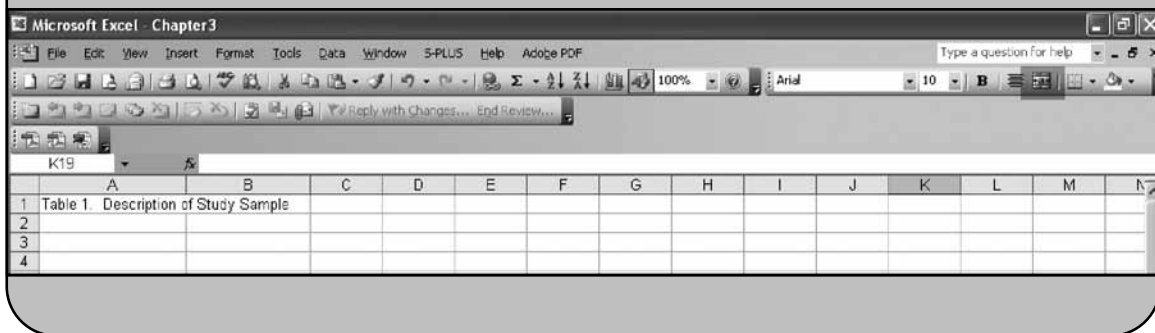 Microsoft Excel - Chapter3
File Edit View Insert Format Tools Data Window S-PLUS Help Adobe PDF Type a question for help
100% Arial 10 B
Reply with Changes... End Review...
K19 fx
A B C D E F G H I J K L M N
1 Table 1. Description of Study Sample
2
3
4